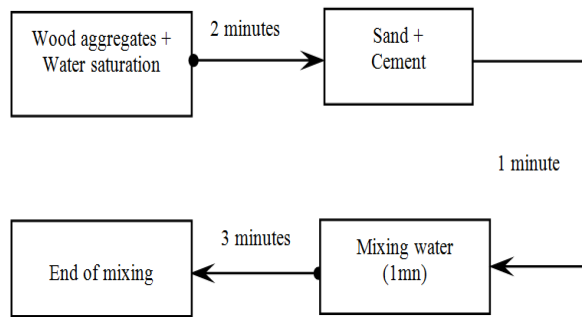 Wood aggregates +
Water saturation
2 minutes
Sand +
Cement
1 minute
Mixing water
(1mn)
3 minutes
End of mixing